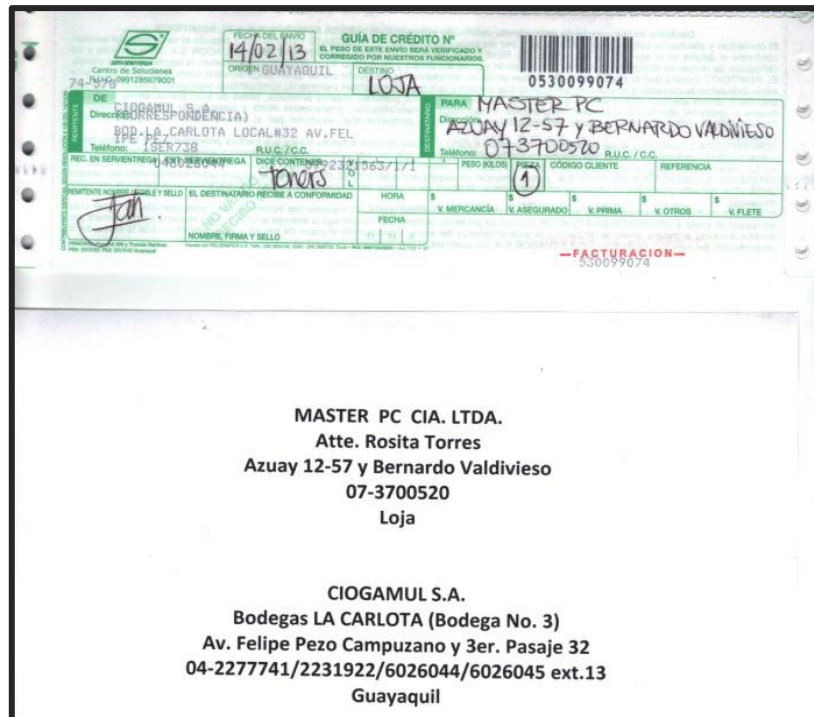 FECHA DEL ENVÍO
14/02/13
GUÍA DE CRÉDITO Nº
EL PESO DE ESTE ENVÍO SERÁ VERIFICADO Y
CORREGIDO POR NUESTROS FUNCIONARIOS.
Centro de Soluciones
ORIGEN GUAYAQUIL
DESTINO
LOJA
0530099074
REMITENTE
DE
CIOGAMUL S.A.
(CORRESPONDENCIA)
BOD.LA CARLOTA LOCAL#32 AV.FEL
IPE PEZ
Teléfono: ISER738
R.U.C./C.C.
DESTINATARIO
PARA MASTER PC
Dirección:
AZUAY 12-57 y BERNARDO VALDIVIESO
Teléfono: 073700520
R.U.C./C.C.
REC. EN SERVIENTREGA
DICE CONTENER
toners
PESO (KILOS)
PIEZA
1
CÓDIGO CLIENTE
REFERENCIA
EL DESTINATARIO RECIBE A CONFORMIDAD
HORA
FECHA
NOMBRE, FIRMA Y SELLO
$ V. MERCANCÍA
$ V. ASEGURADO
$ V. PRIMA
$ V. OTROS
$ V. FLETE
—FACTURACION—
530099074
MASTER PC CIA. LTDA.
Atte. Rosita Torres
Azuay 12-57 y Bernardo Valdivieso
07-3700520
Loja
CIOGAMUL S.A.
Bodegas LA CARLOTA (Bodega No. 3)
Av. Felipe Pezo Campuzano y 3er. Pasaje 32
04-2277741/2231922/6026044/6026045 ext.13
Guayaquil